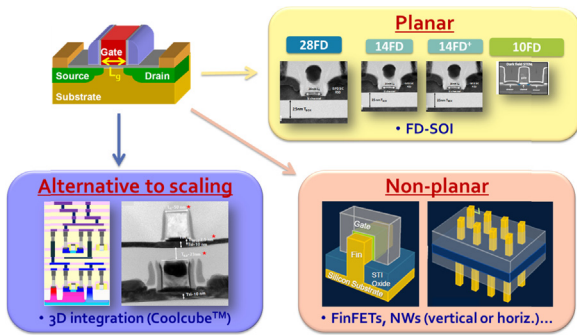 Planar
28FD 14FD 14FD⁺ 10FD
• FD-SOI
Gate
Lg
Source Drain
Substrate
Alternative to scaling
• 3D integration (Coolcube™)
Non-planar
Gate
Fin
STI
Oxide
Silicon Substrate
• FinFETs, NWs (vertical or horiz.)...